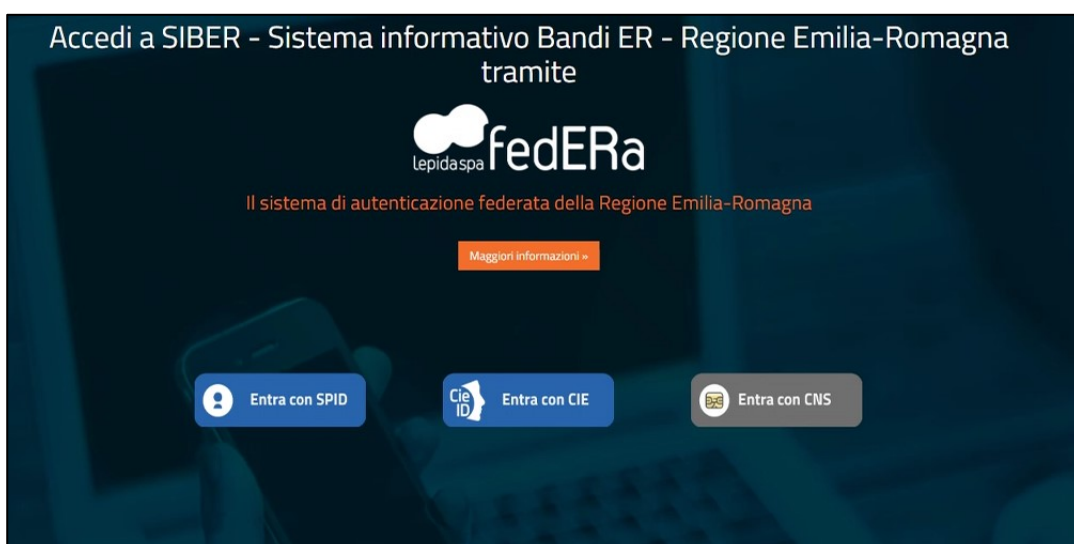 Accedi a SIBER - Sistema informativo Bandi ER - Regione Emilia-Romagna
tramite
lepidaspa fedERa
Il sistema di autenticazione federata della Regione Emilia-Romagna
Maggiori informazioni »
Entra con SPID
Cie
ID
Entra con CIE
Entra con CNS